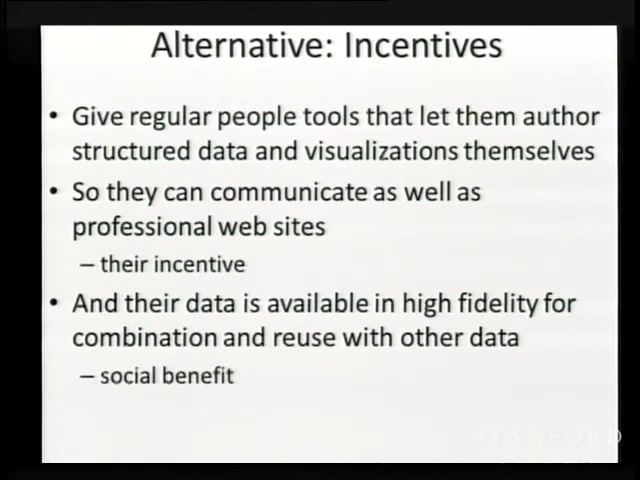 Alternative: Incentives
• Give regular people tools that let them author
structured data and visualizations themselves
• So they can communicate as well as
professional web sites
– their incentive
• And their data is available in high fidelity for
combination and reuse with other data
– social benefit
STANFORD